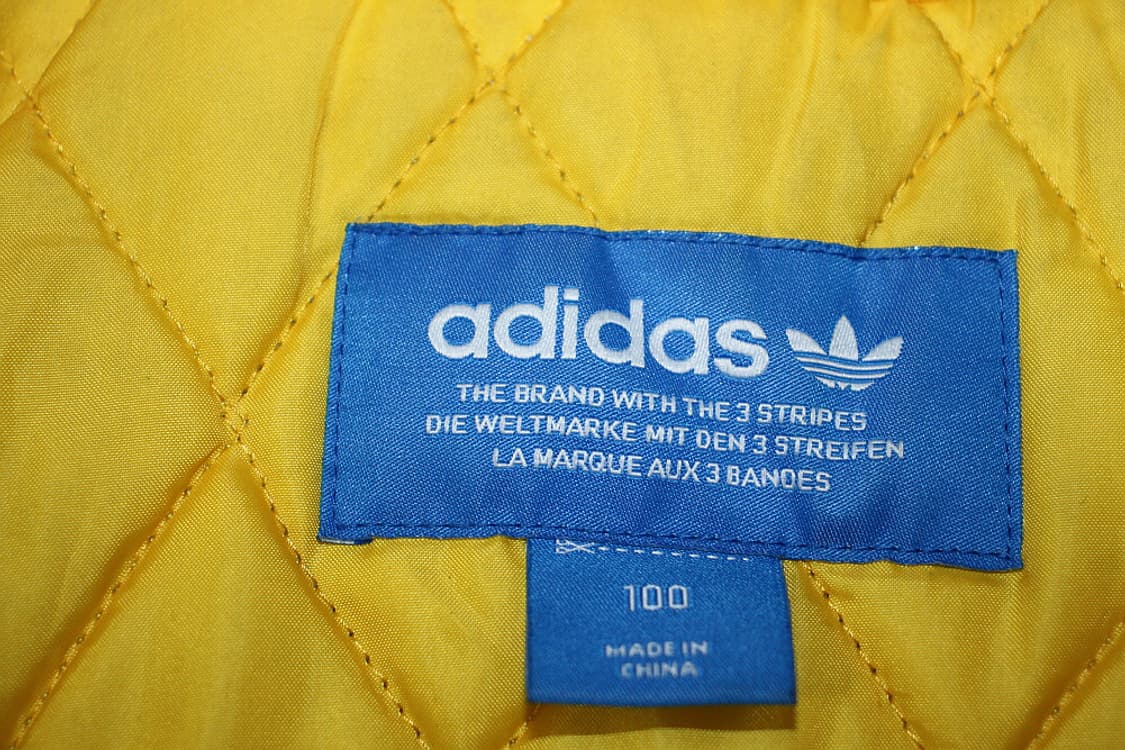 adidas
THE BRAND WITH THE 3 STRIPES
DIE WELTMARKE MIT DEN 3 STREIFEN
LA MARQUE AUX 3 BANDES
100
MADE IN
CHINA